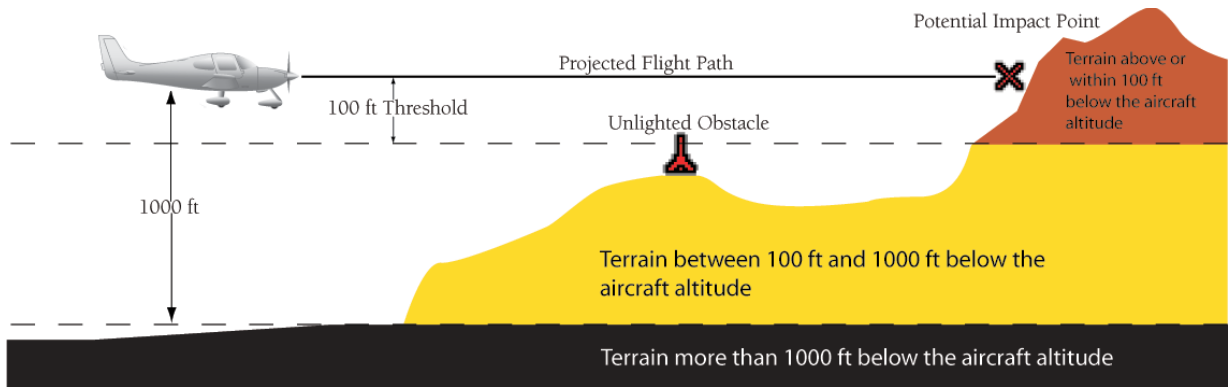 Potential Impact Point
Projected Flight Path
Terrain above or
within 100 ft
below the aircraft
altitude
100 ft Threshold
Unlighted Obstacle
1000 ft
Terrain between 100 ft and 1000 ft below the
aircraft altitude
Terrain more than 1000 ft below the aircraft altitude